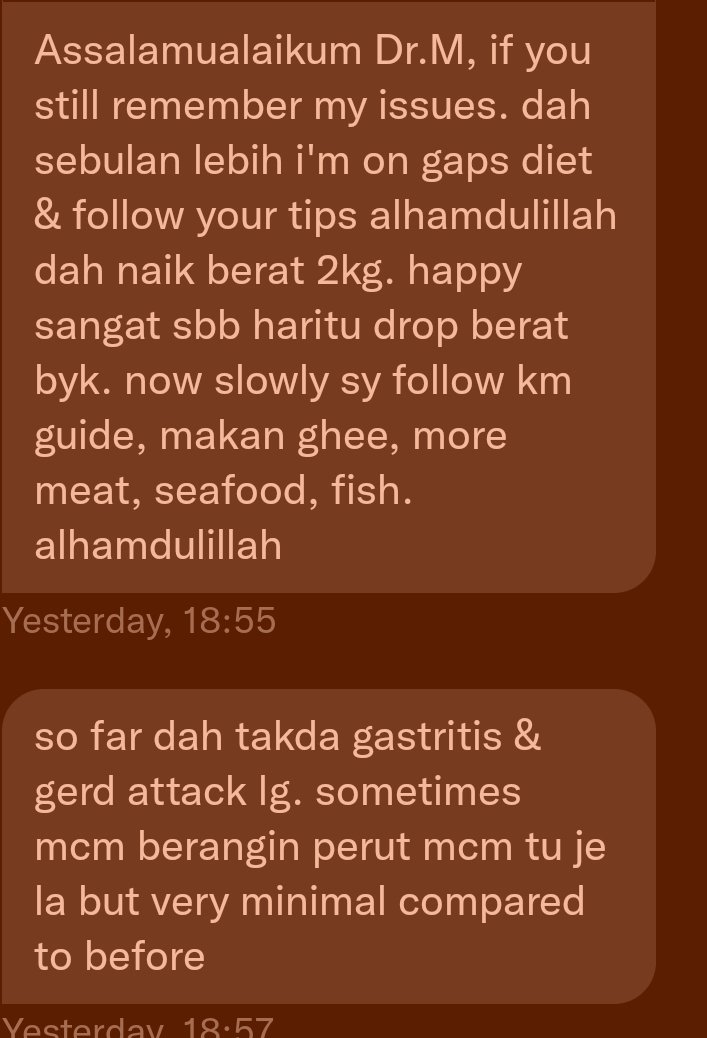 Assalamualaikum Dr.M, if you
still remember my issues. dah
sebulan lebih i'm on gaps diet
& follow your tips alhamdulillah
dah naik berat 2kg. happy
sangat sbb haritu drop berat
byk. now slowly sy follow km
guide, makan ghee, more
meat, seafood, fish.
alhamdulillah
Yesterday, 18:55
so far dah takda gastritis &
gerd attack lg. sometimes
mcm berangin perut mcm tu je
la but very minimal compared
to before
Yesterday, 18:57